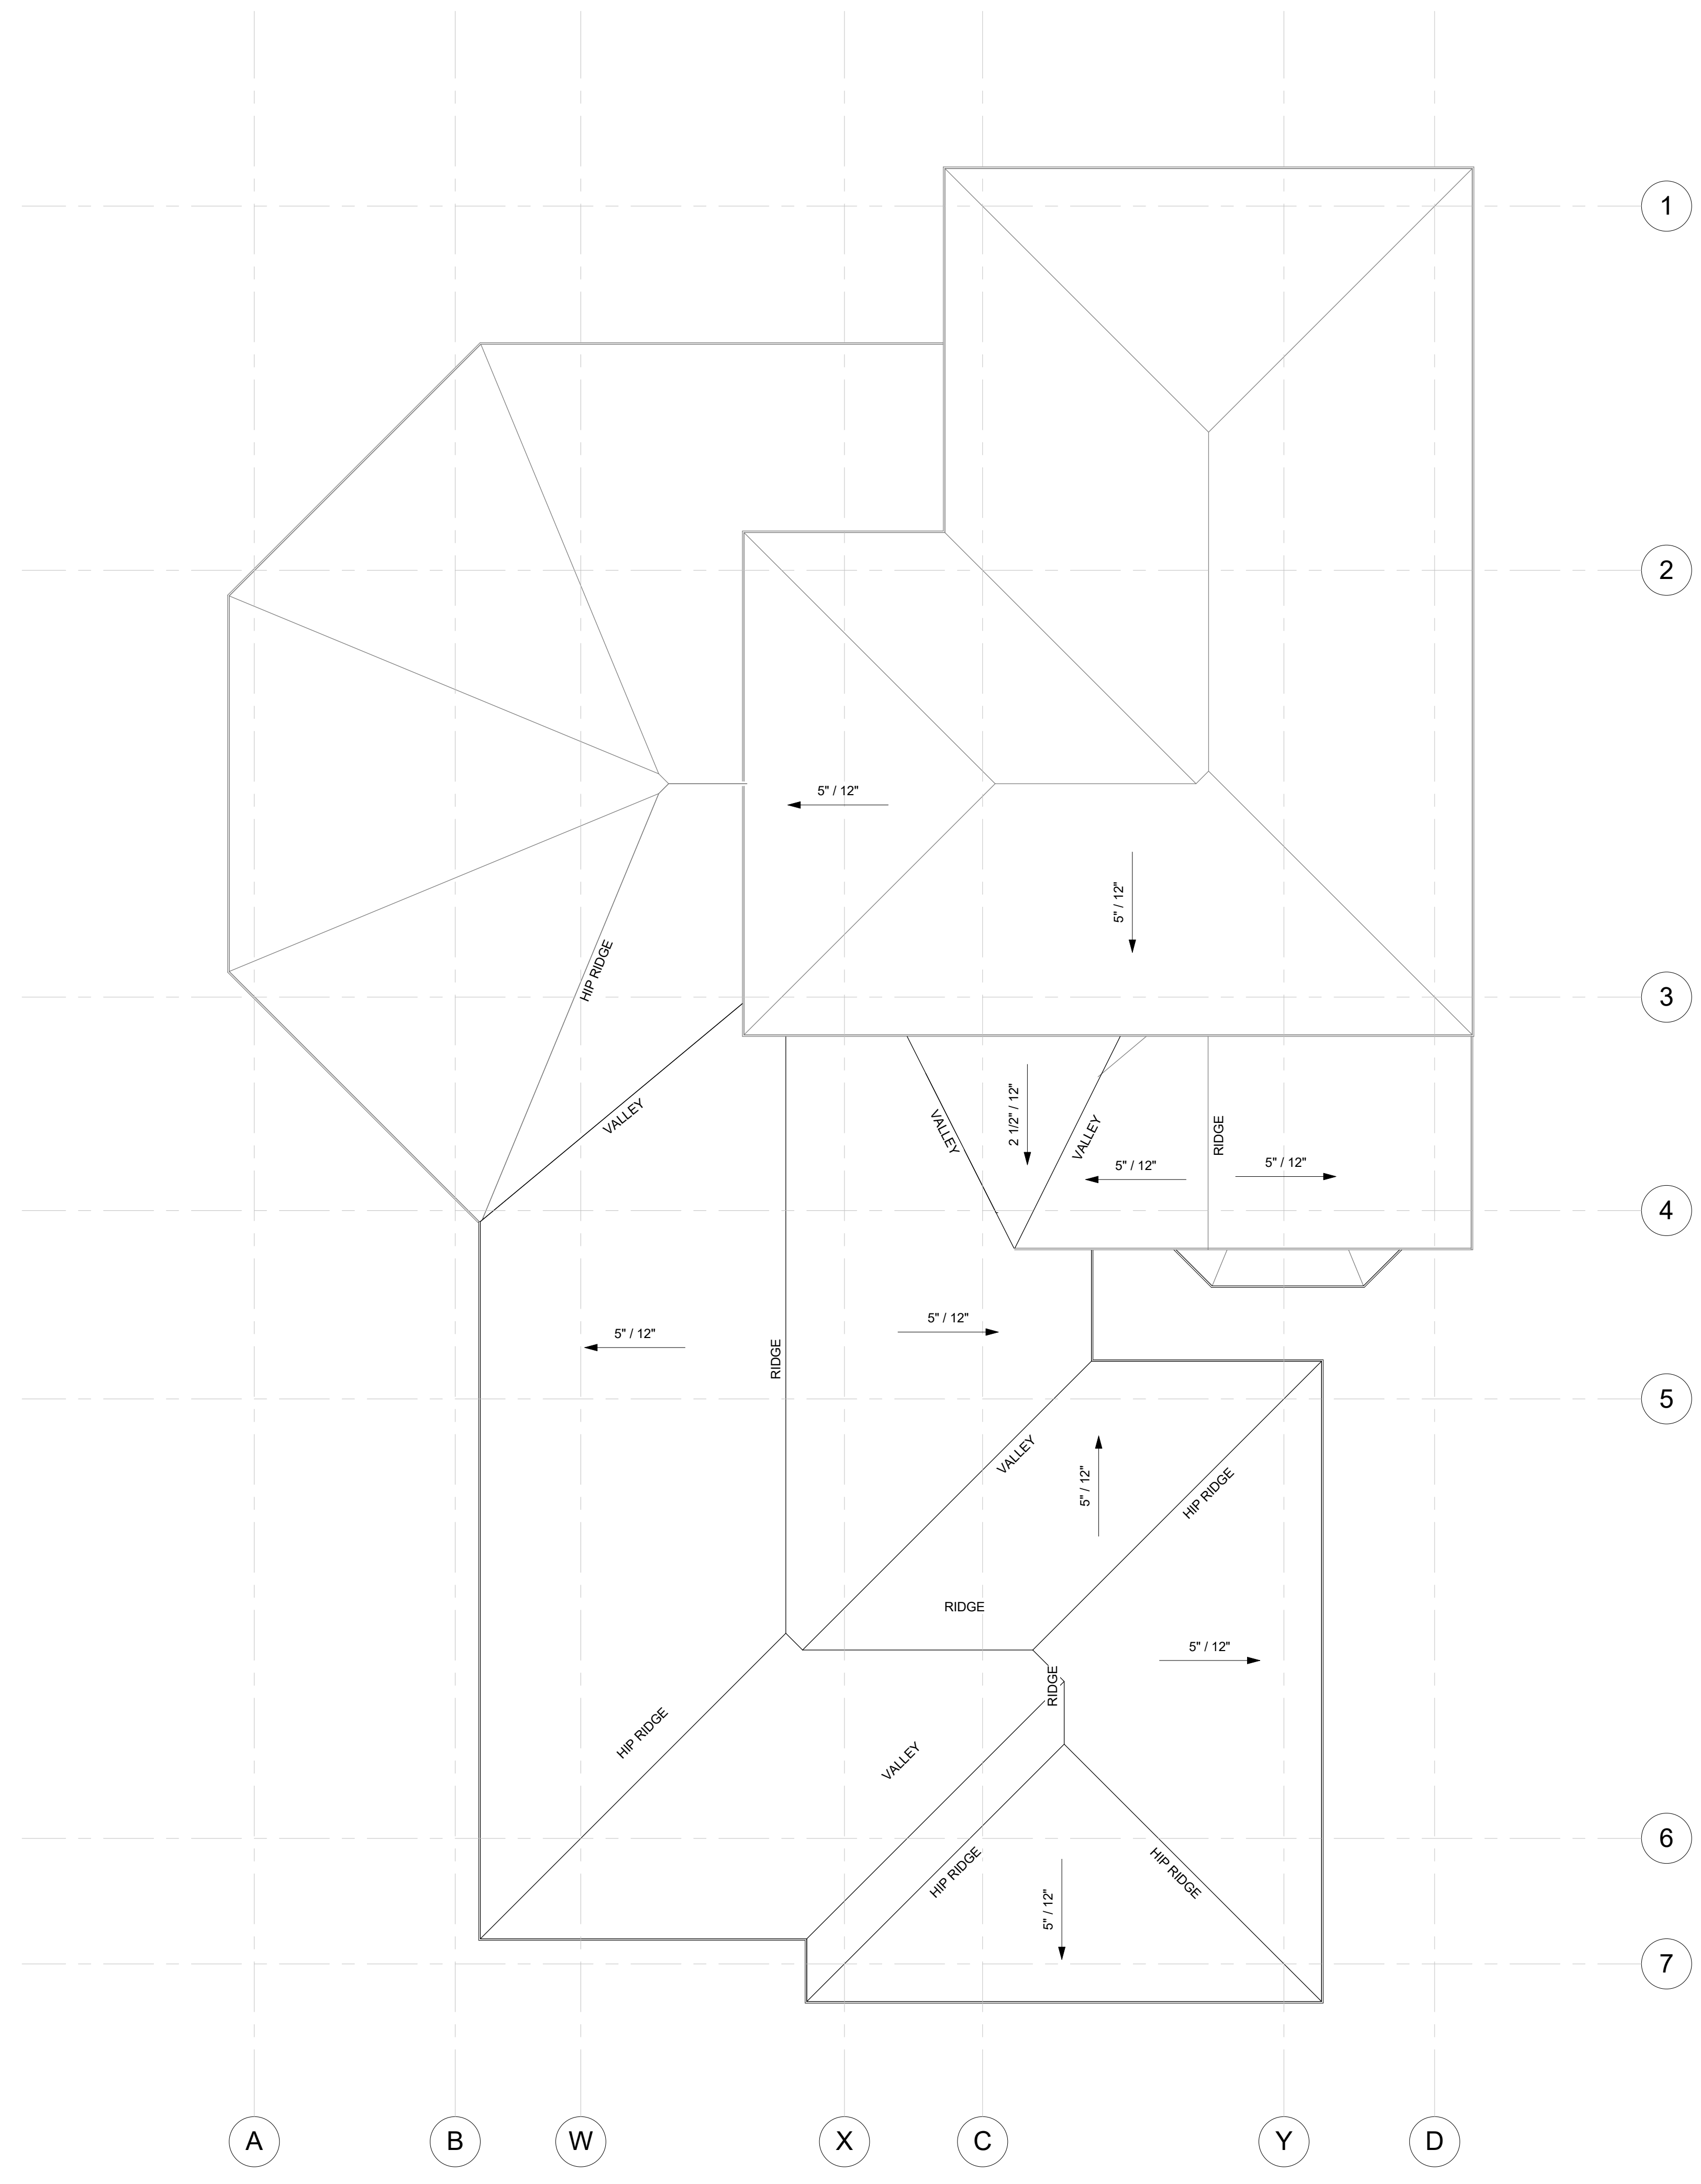 1
2
5" / 12"
5" / 12"
HIP RIDGE
3
VALLEY
2 1/2" / 12"
VALLEY
VALLEY
RIDGE
5" / 12"
5" / 12"
4
5" / 12"
5" / 12"
RIDGE
5
VALLEY
5" / 12"
HIP RIDGE
RIDGE
5" / 12"
RIDGE
HIP RIDGE
VALLEY
6
HIP RIDGE
HIP RIDGE
5" / 12"
7
A
B
W
X
C
Y
D